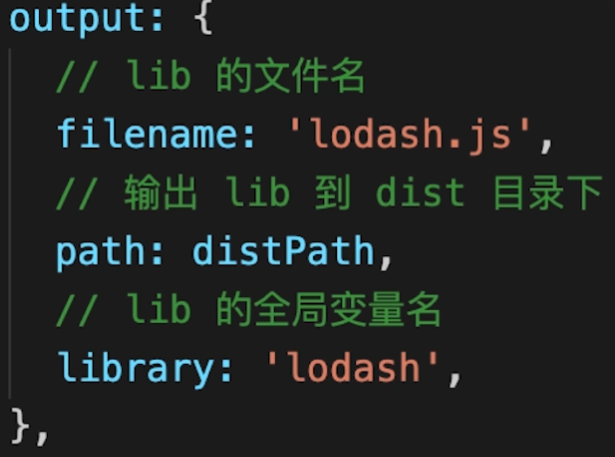 output: {
// lib 的文件名
filename: 'lodash.js',
// 输出 lib 到 dist 目录下
path: distPath,
// lib 的全局变量名
library: 'lodash',
},